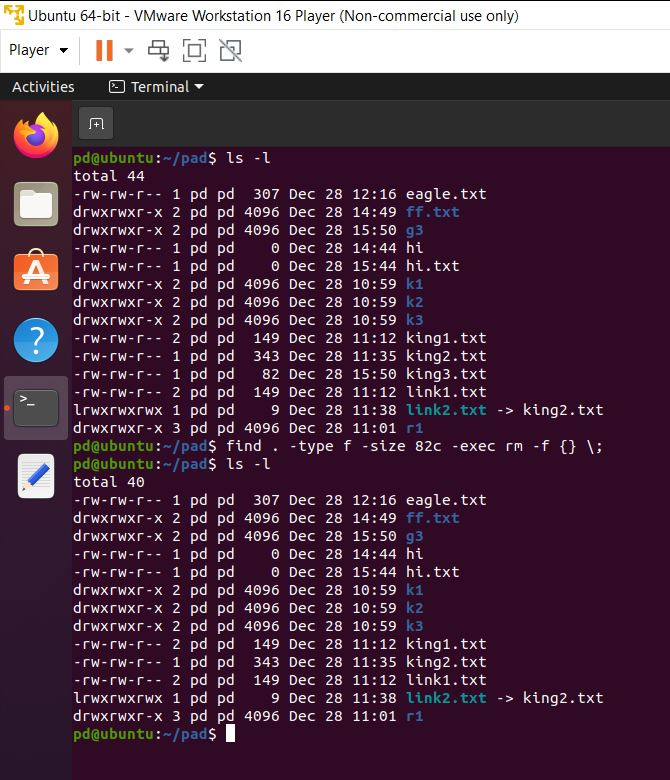 Ubuntu 64-bit - VMware Workstation 16 Player (Non-commercial use only)
Player
Activities Terminal
pd@ubuntu:~/pad$ ls -l
total 44
-rw-rw-r-- 1 pd pd  307 Dec 28 12:16 eagle.txt
drwxrwxr-x 2 pd pd 4096 Dec 28 14:49 ff.txt
drwxrwxr-x 2 pd pd 4096 Dec 28 15:50 g3
-rw-rw-r-- 1 pd pd    0 Dec 28 14:44 hi
-rw-rw-r-- 1 pd pd    0 Dec 28 15:44 hi.txt
drwxrwxr-x 2 pd pd 4096 Dec 28 10:59 k1
drwxrwxr-x 2 pd pd 4096 Dec 28 10:59 k2
drwxrwxr-x 2 pd pd 4096 Dec 28 10:59 k3
-rw-rw-r-- 2 pd pd  149 Dec 28 11:12 king1.txt
-rw-rw-r-- 1 pd pd  343 Dec 28 11:35 king2.txt
-rw-rw-r-- 1 pd pd   82 Dec 28 15:50 king3.txt
-rw-rw-r-- 2 pd pd  149 Dec 28 11:12 link1.txt
lrwxrwxrwx 1 pd pd    9 Dec 28 11:38 link2.txt -> king2.txt
drwxrwxr-x 3 pd pd 4096 Dec 28 11:01 r1
pd@ubuntu:~/pad$ find . -type f -size 82c -exec rm -f {} \;
pd@ubuntu:~/pad$ ls -l
total 40
-rw-rw-r-- 1 pd pd  307 Dec 28 12:16 eagle.txt
drwxrwxr-x 2 pd pd 4096 Dec 28 14:49 ff.txt
drwxrwxr-x 2 pd pd 4096 Dec 28 15:50 g3
-rw-rw-r-- 1 pd pd    0 Dec 28 14:44 hi
-rw-rw-r-- 1 pd pd    0 Dec 28 15:44 hi.txt
drwxrwxr-x 2 pd pd 4096 Dec 28 10:59 k1
drwxrwxr-x 2 pd pd 4096 Dec 28 10:59 k2
drwxrwxr-x 2 pd pd 4096 Dec 28 10:59 k3
-rw-rw-r-- 2 pd pd  149 Dec 28 11:12 king1.txt
-rw-rw-r-- 1 pd pd  343 Dec 28 11:35 king2.txt
-rw-rw-r-- 2 pd pd  149 Dec 28 11:12 link1.txt
lrwxrwxrwx 1 pd pd    9 Dec 28 11:38 link2.txt -> king2.txt
drwxrwxr-x 3 pd pd 4096 Dec 28 11:01 r1
pd@ubuntu:~/pad$